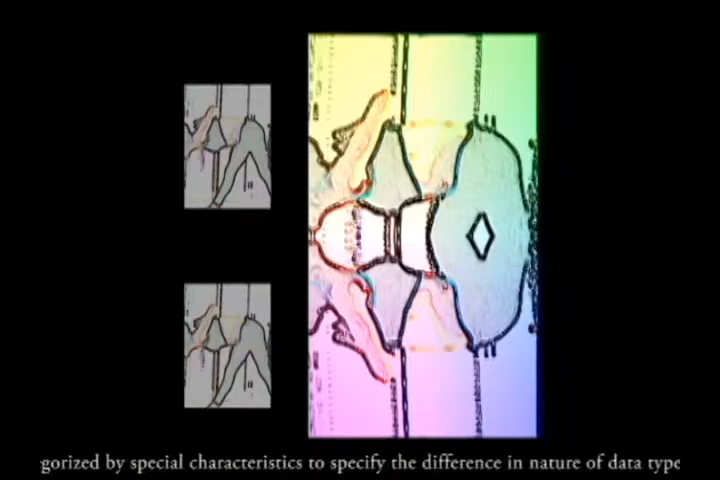 gorized by special characteristics to specify the difference in nature of data type